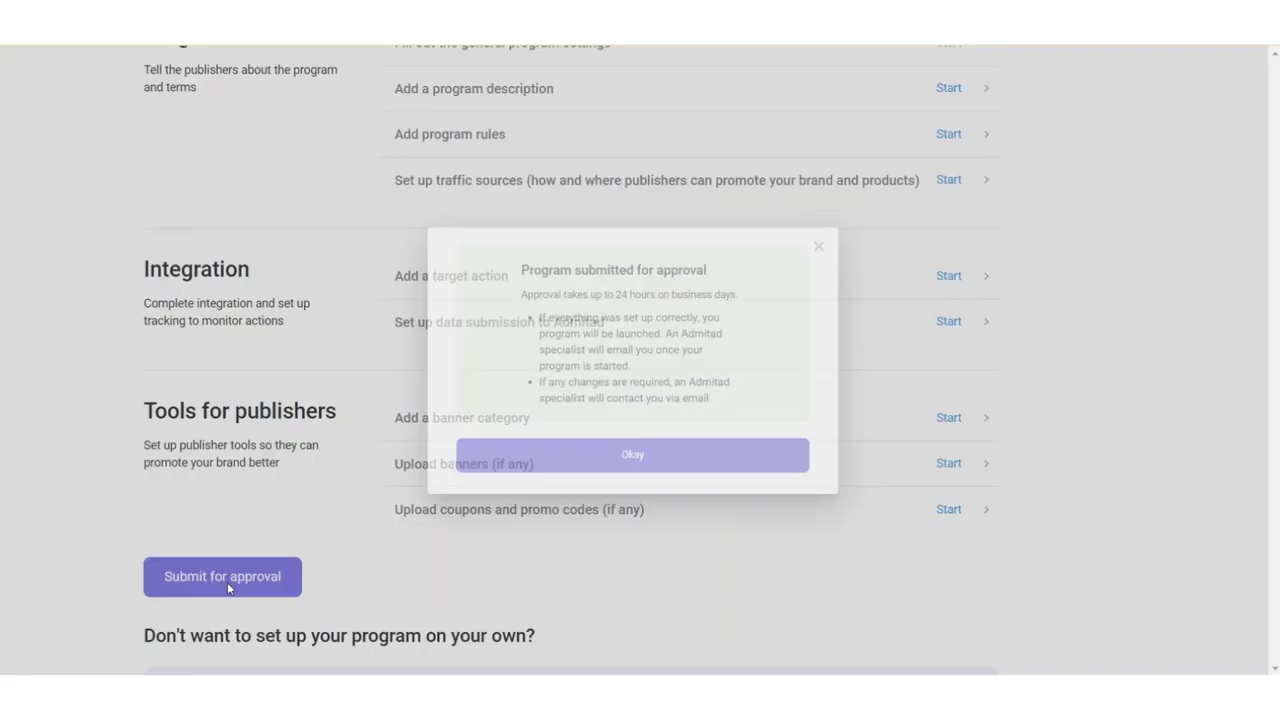 Tell the publishers about the program
and terms
Fill out the general program settings
Start
Add a program description
Start
Add program rules
Start
Set up traffic sources (how and where publishers can promote your brand and products)
Start
Integration
Complete integration and set up
tracking to monitor actions
Add a target action
Start
Set up data submission to Admitad
Start
Program submitted for approval
Approval takes up to 24 hours on business days.
• If everything was set up correctly, you
program will be launched. An Admitad
specialist will email you once your
program is started.
• If any changes are required, an Admitad
specialist will contact you via email.
Okay
Tools for publishers
Set up publisher tools so they can
promote your brand better
Add a banner category
Start
Upload banners (if any)
Start
Upload coupons and promo codes (if any)
Start
Submit for approval
Don't want to set up your program on your own?